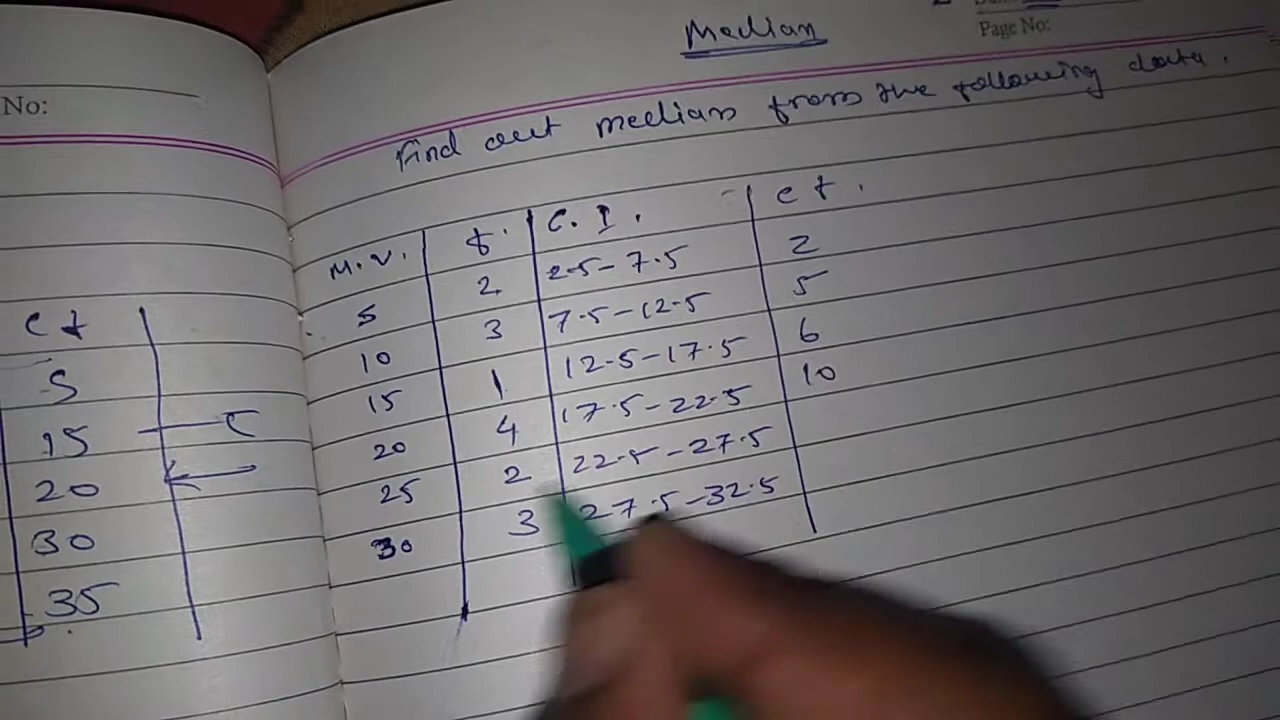 No:
c f
5
15
20
30
35
Page No:
Median
Find out median from the following data.
M.V. f. C.I. cf.
5 2 2.5-7.5 2
10 3 7.5-12.5 5
15 1 12.5-17.5 6
20 4 17.5-22.5 10
25 2 22.5-27.5
30 3 27.5-32.5